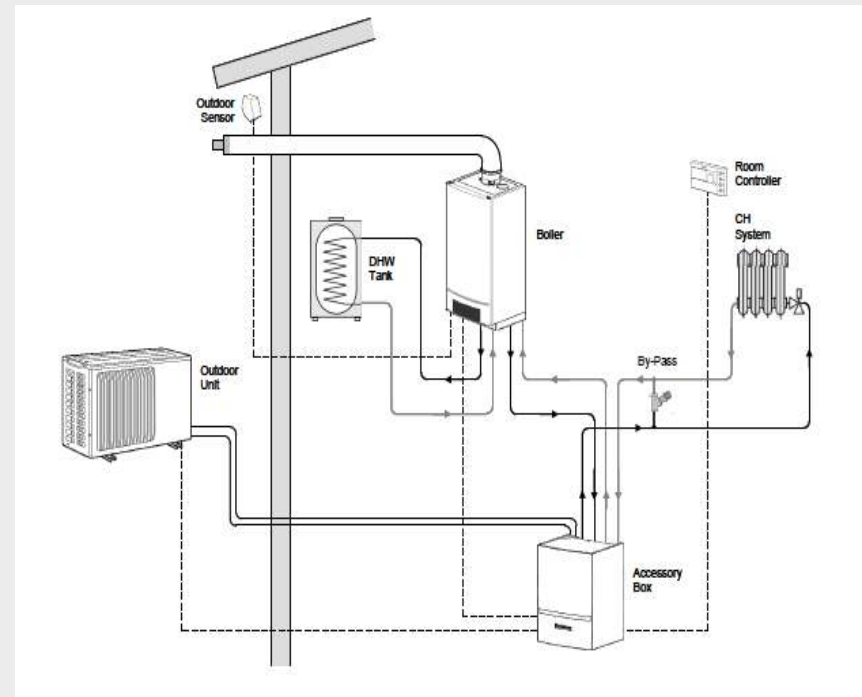 Outdoor
Sensor
Room
Controller
Boiler
CH
System
DHW
Tank
By-Pass
Outdoor
Unit
Accessory
Box